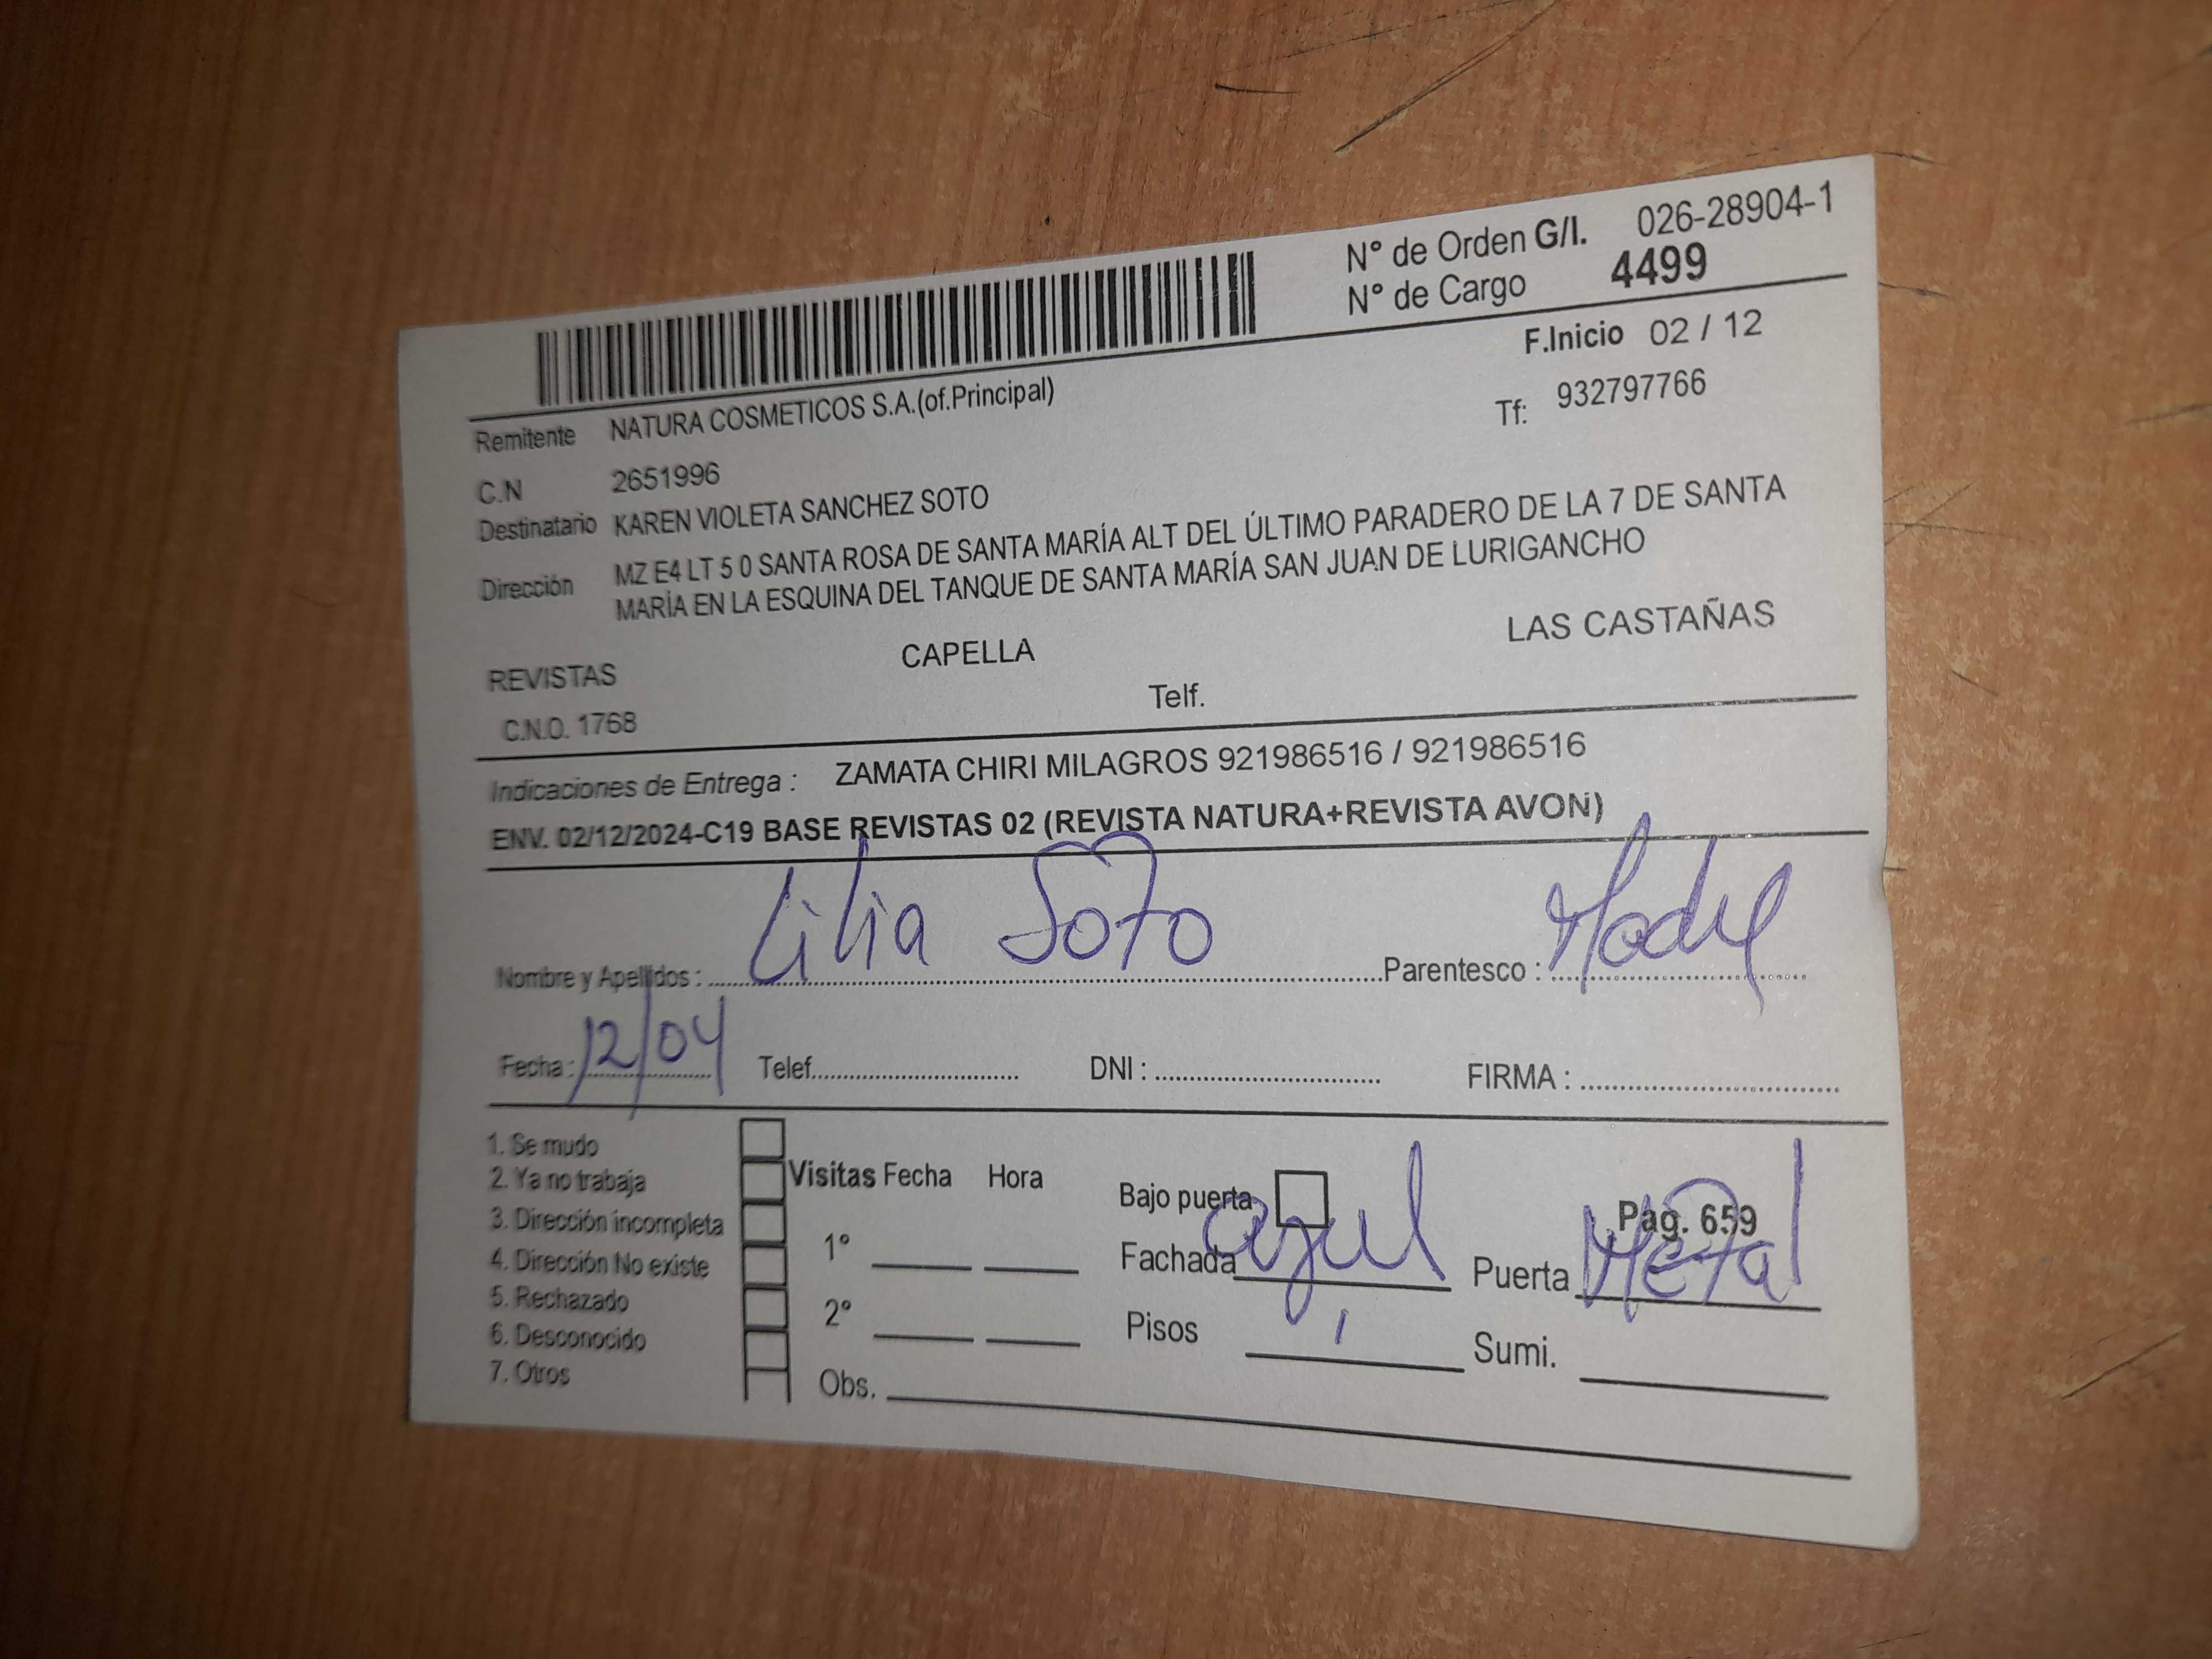 N° de Orden G/I. 026-28904-1
N° de Cargo 4499
F.Inicio 02 / 12
Remitente NATURA COSMETICOS S.A.(of.Principal)
Tf: 932797766
C.N 2651996
Destinatario KAREN VIOLETA SANCHEZ SOTO
Dirección MZ E4 LT 5 0 SANTA ROSA DE SANTA MARÍA ALT DEL ÚLTIMO PARADERO DE LA 7 DE SANTA
MARÍA EN LA ESQUINA DEL TANQUE DE SANTA MARÍA SAN JUAN DE LURIGANCHO
REVISTAS CAPELLA LAS CASTAÑAS
C.N.O. 1768 Telf.
Indicaciones de Entrega : ZAMATA CHIRI MILAGROS 921986516 / 921986516
ENV. 02/12/2024-C19 BASE REVISTAS 02 (REVISTA NATURA+REVISTA AVON)
Nombre y Apellidos : Lilia Soto Parentesco : Madre
Fecha : 12/04 Telef. DNI : FIRMA :
1. Se mudo
2. Ya no trabaja
3. Dirección incompleta
4. Dirección No existe
5. Rechazado
6. Desconocido
7. Otros
Visitas Fecha Hora
1°
2°
Obs.
Bajo puerta Pag. 659
Fachada azul Puerta Metal
Pisos 1 Sumi.